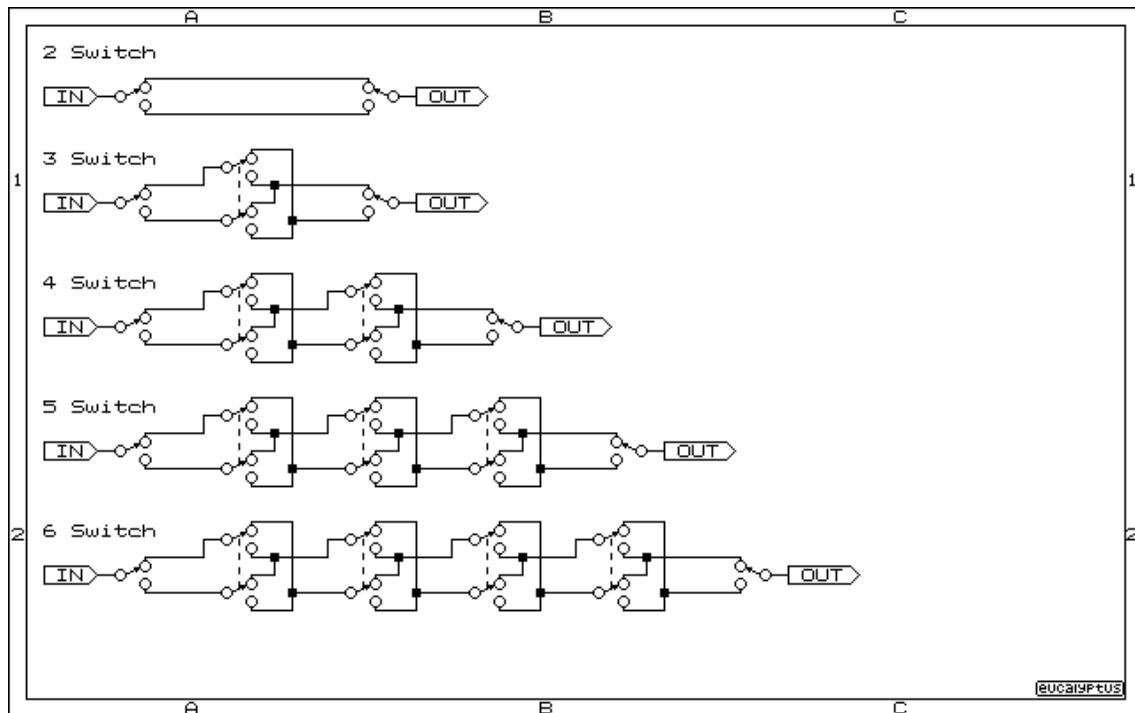 A B C
2 Switch
IN OUT
3 Switch
1 1
IN OUT
4 Switch
IN OUT
5 Switch
IN OUT
6 Switch
2 2
IN OUT
eucalyptus
A B C